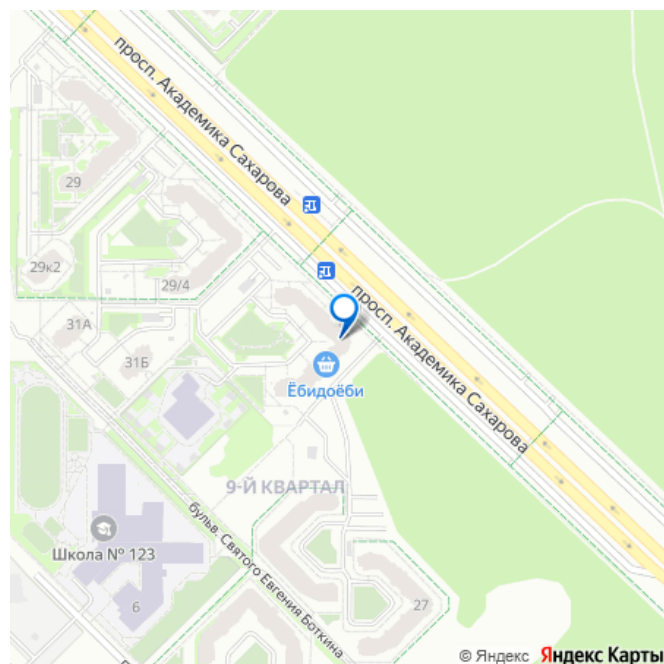 просп. Академика Сахарова
29
29к2
29/4
просп. Академика Сахарова
31А
31Б
Ёбидоёби
9-Й КВАРТАЛ
бульв. Святого Евгения Боткина
Школа № 123
6
27
© Яндекс Яндекс Карты